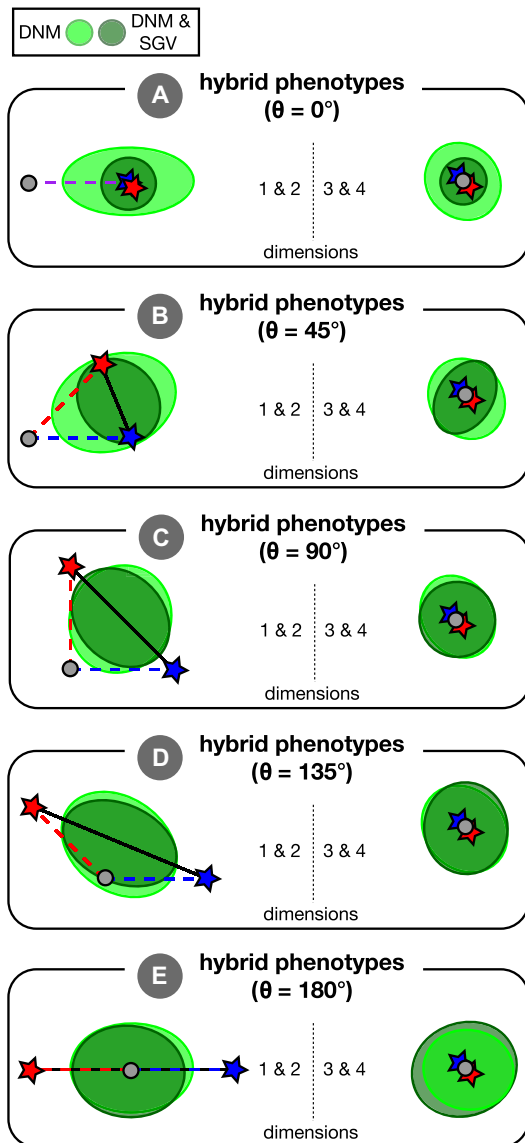 DNM
DNM &
SGV
A
hybrid phenotypes
(θ = 0°)
1 & 2
3 & 4
dimensions
B
hybrid phenotypes
(θ = 45°)
1 & 2
3 & 4
dimensions
C
hybrid phenotypes
(θ = 90°)
1 & 2
3 & 4
dimensions
D
hybrid phenotypes
(θ = 135°)
1 & 2
3 & 4
dimensions
E
hybrid phenotypes
(θ = 180°)
1 & 2
3 & 4
dimensions